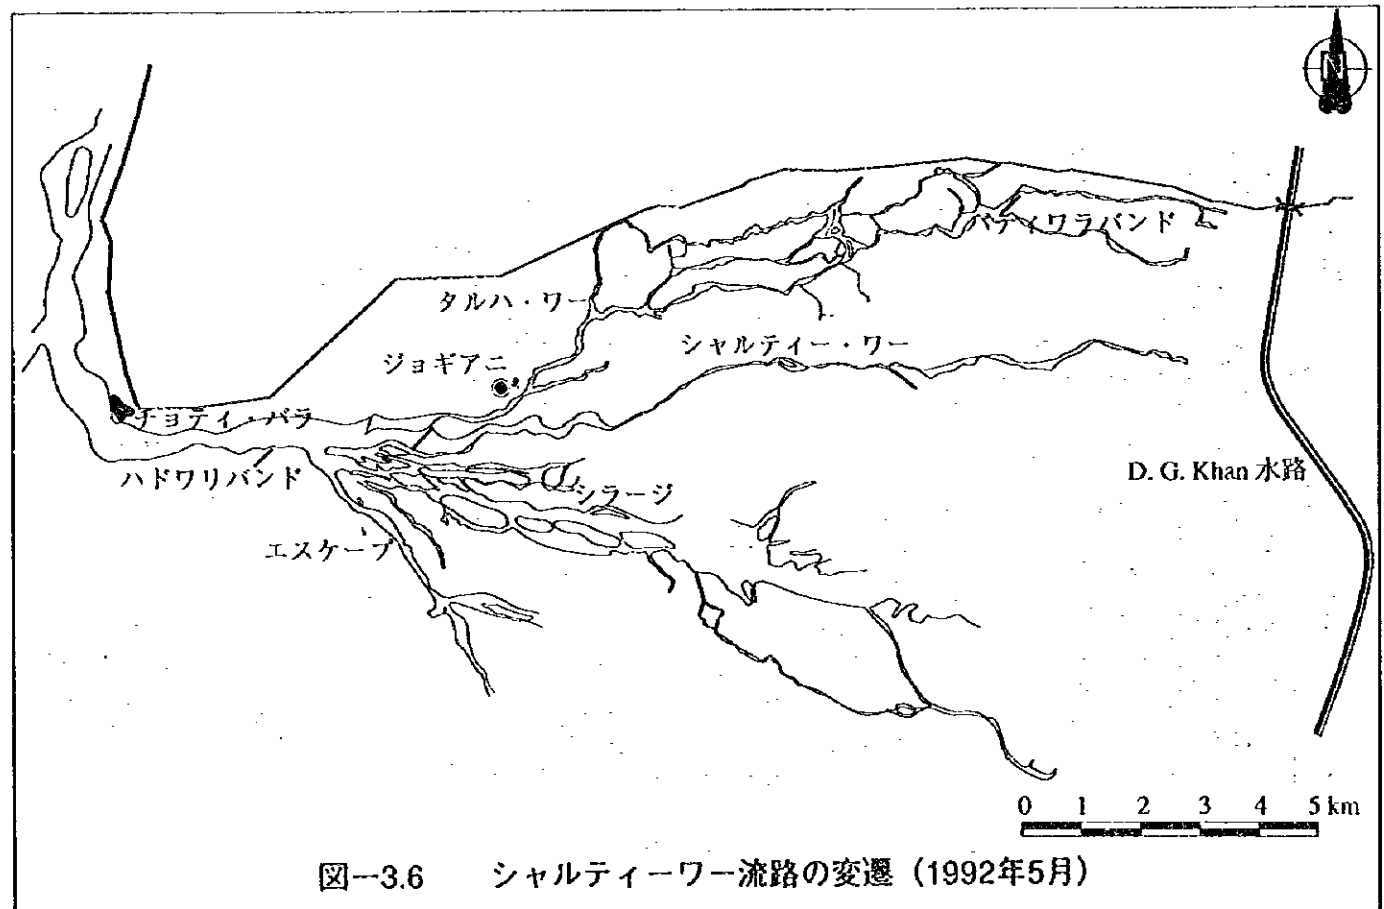 N
パティワラバンド
タルハ・ワー
シャルティー・ワー
ジョギアニ
チョティ・バラ
ハドワリバンド
D. G. Khan 水路
シラージ
エスケープ
0 1 2 3 4 5 km
図ー3.6 シャルティーワー流路の変遷（1992年5月）